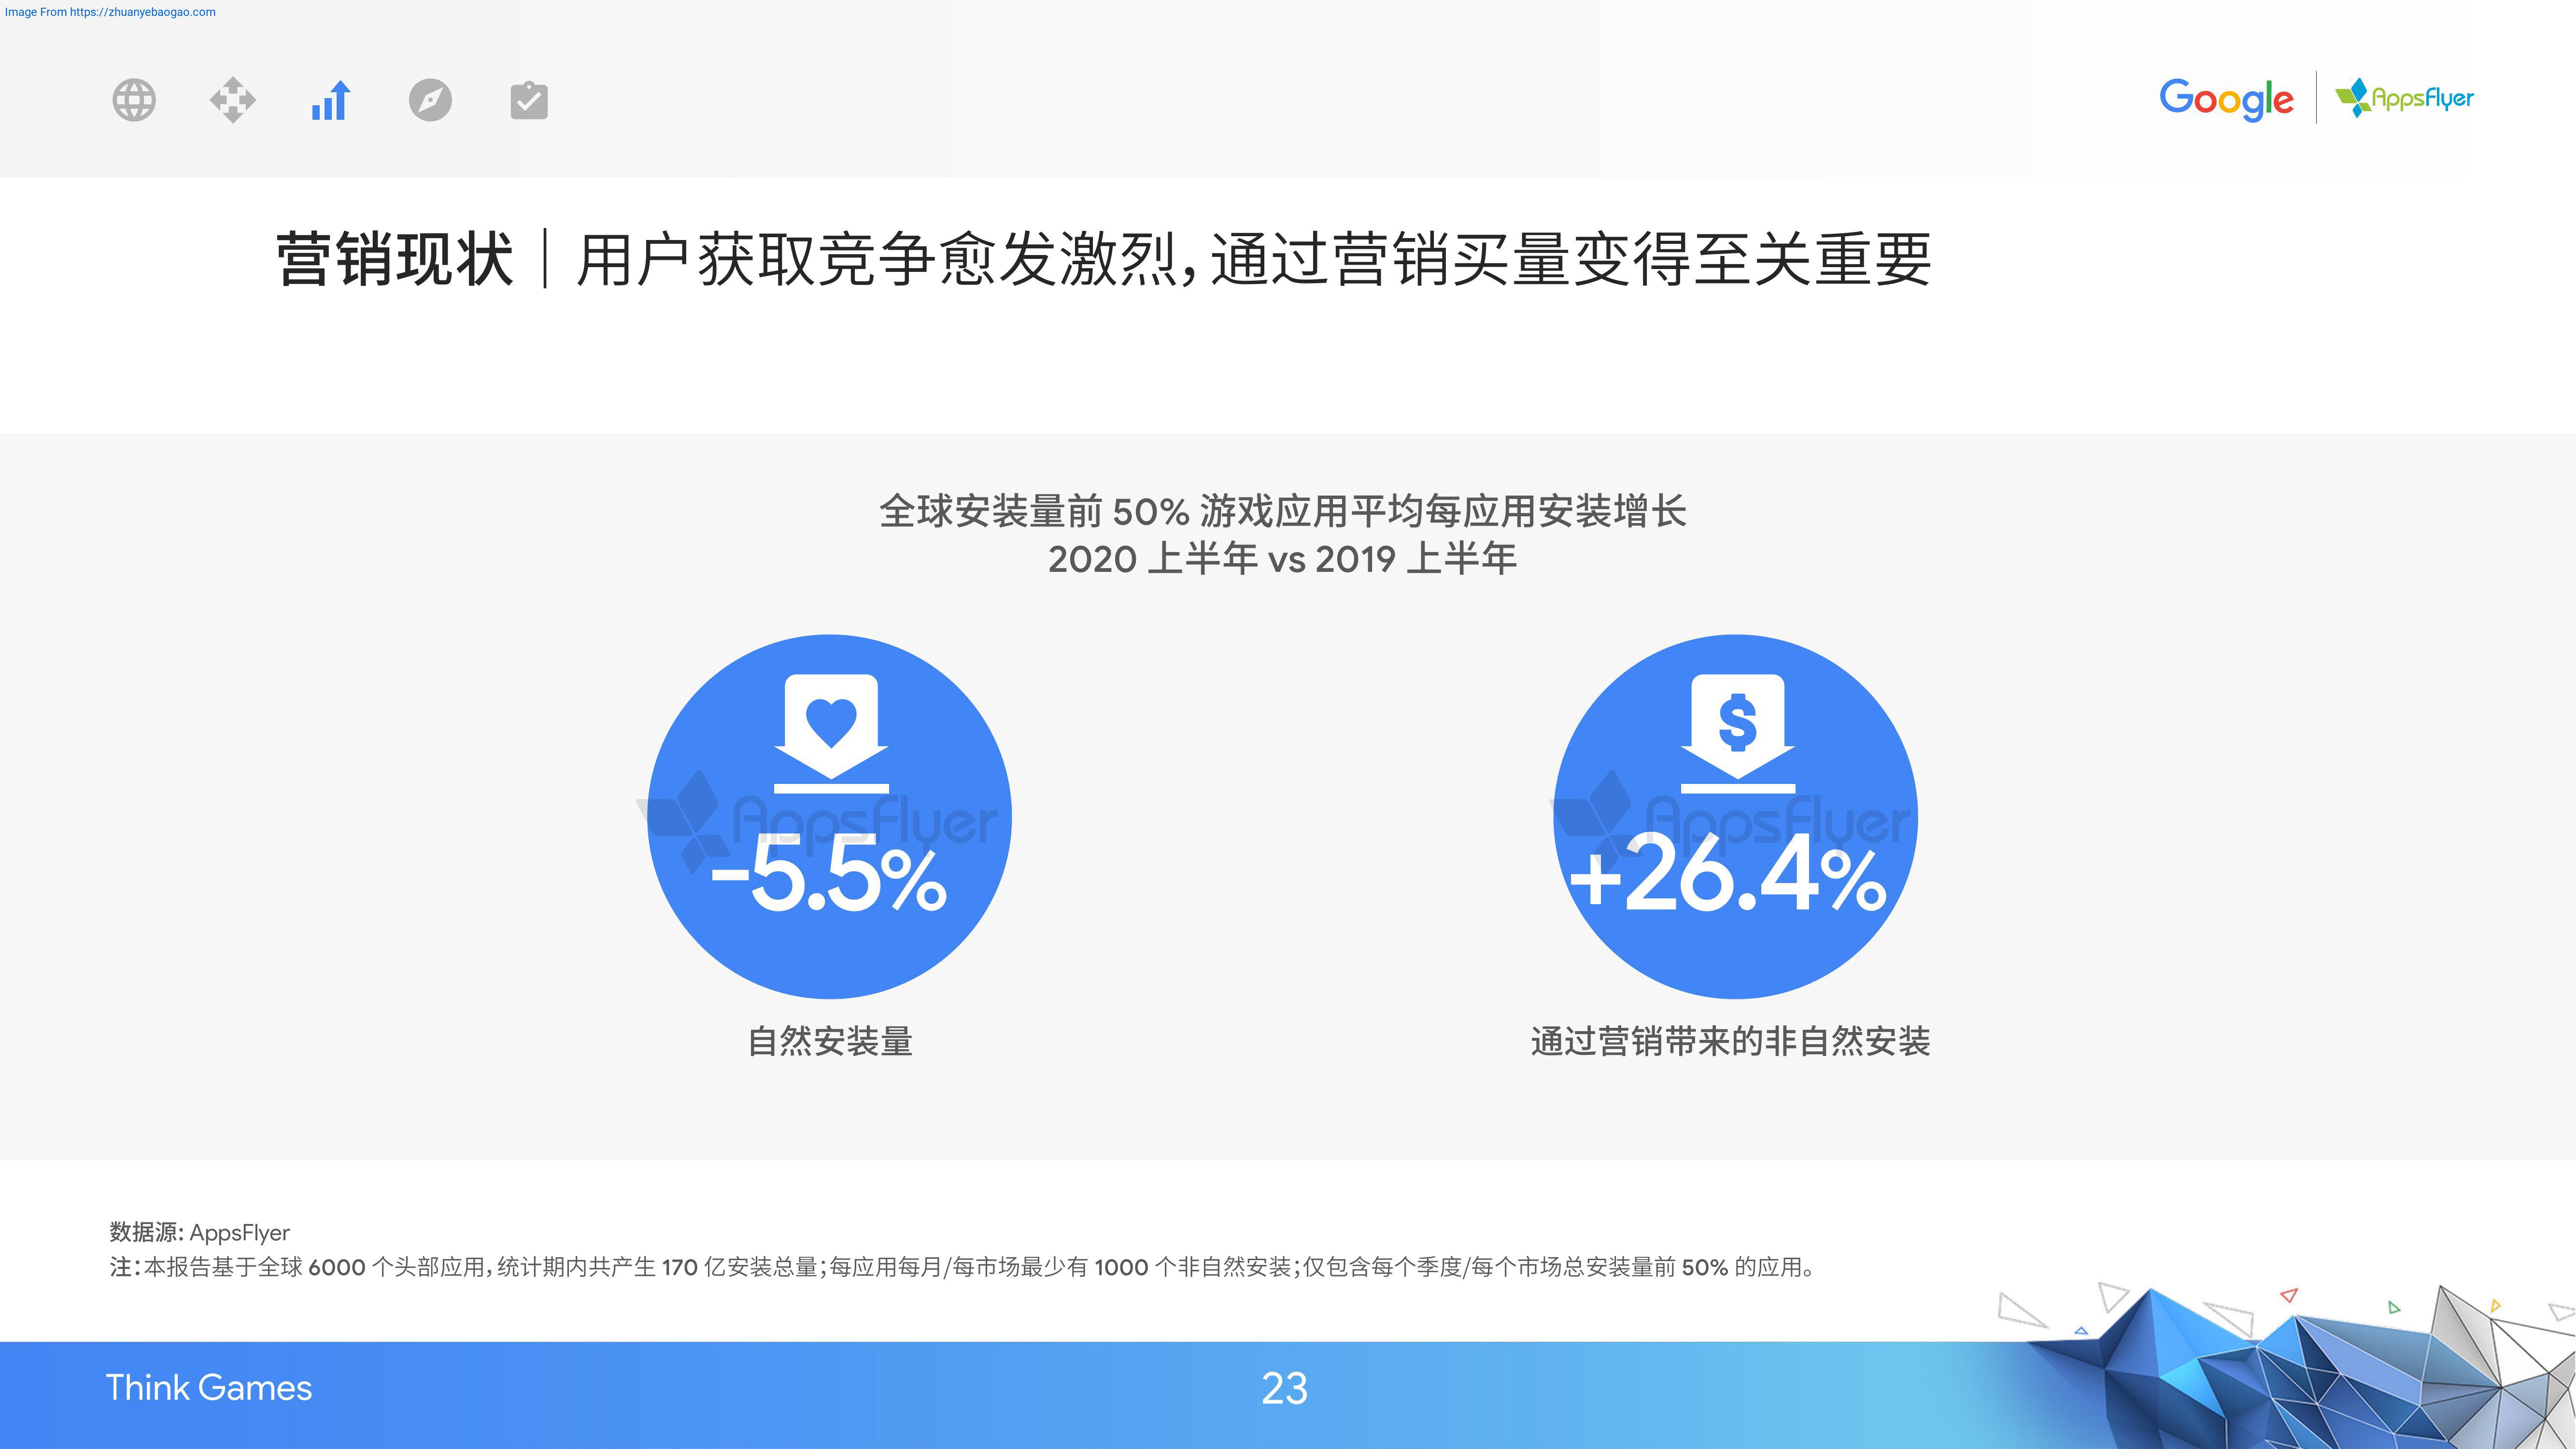 Image From https://zhuanyebaogao.com
Google
AppsFlyer
营销现状｜用户获取竞争愈发激烈，通过营销买量变得至关重要
全球安装量前 50% 游戏应用平均每应用安装增长
2020 上半年 vs 2019 上半年
AppsFlyer
-5.5%
自然安装量
$
AppsFlyer
+26.4%
通过营销带来的非自然安装
数据源: AppsFlyer
注：本报告基于全球 6000 个头部应用，统计期内共产生 170 亿安装总量；每应用每月/每市场最少有 1000 个非自然安装；仅包含每个季度/每个市场总安装量前 50% 的应用。
Think Games
23